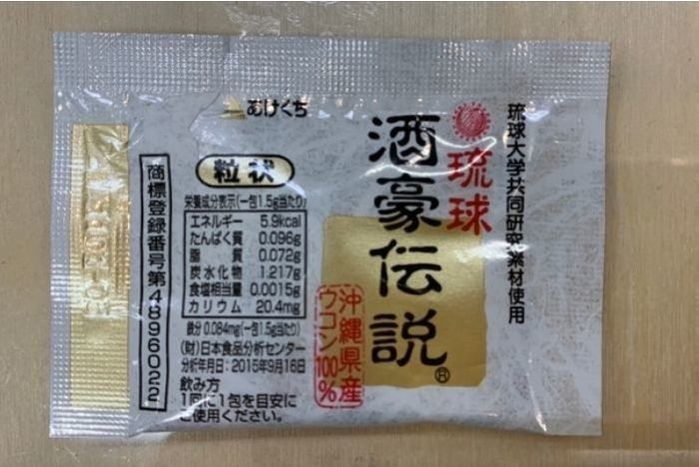 あけくち
琉球大学共同研究素材使用
琉球
酒豪伝説®
沖縄県産
ウコン100%
粒状
栄養成分表示(一包1.5g当たり)
エネルギー 5.9kcal
たんぱく質 0.096g
脂質 0.072g
炭水化物 1.217g
食塩相当量 0.0015g
カリウム 20.4mg
鉄分 0.084mg(一包1.5g当たり)
(財)日本食品分析センター
分析年月日:2015年9月16日
飲み方
1回に1包を目安に
ご使用ください。
商標登録番号第4896022